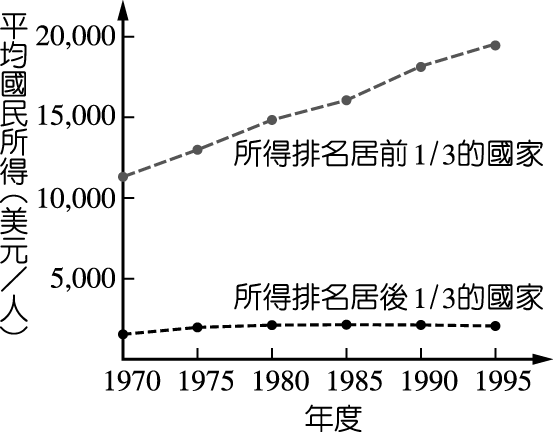 平均國民所得(美元／人)
20,000
15,000
10,000
5,000
所得排名居前1/3的國家
所得排名居後1/3的國家
1970 1975 1980 1985 1990 1995
年度